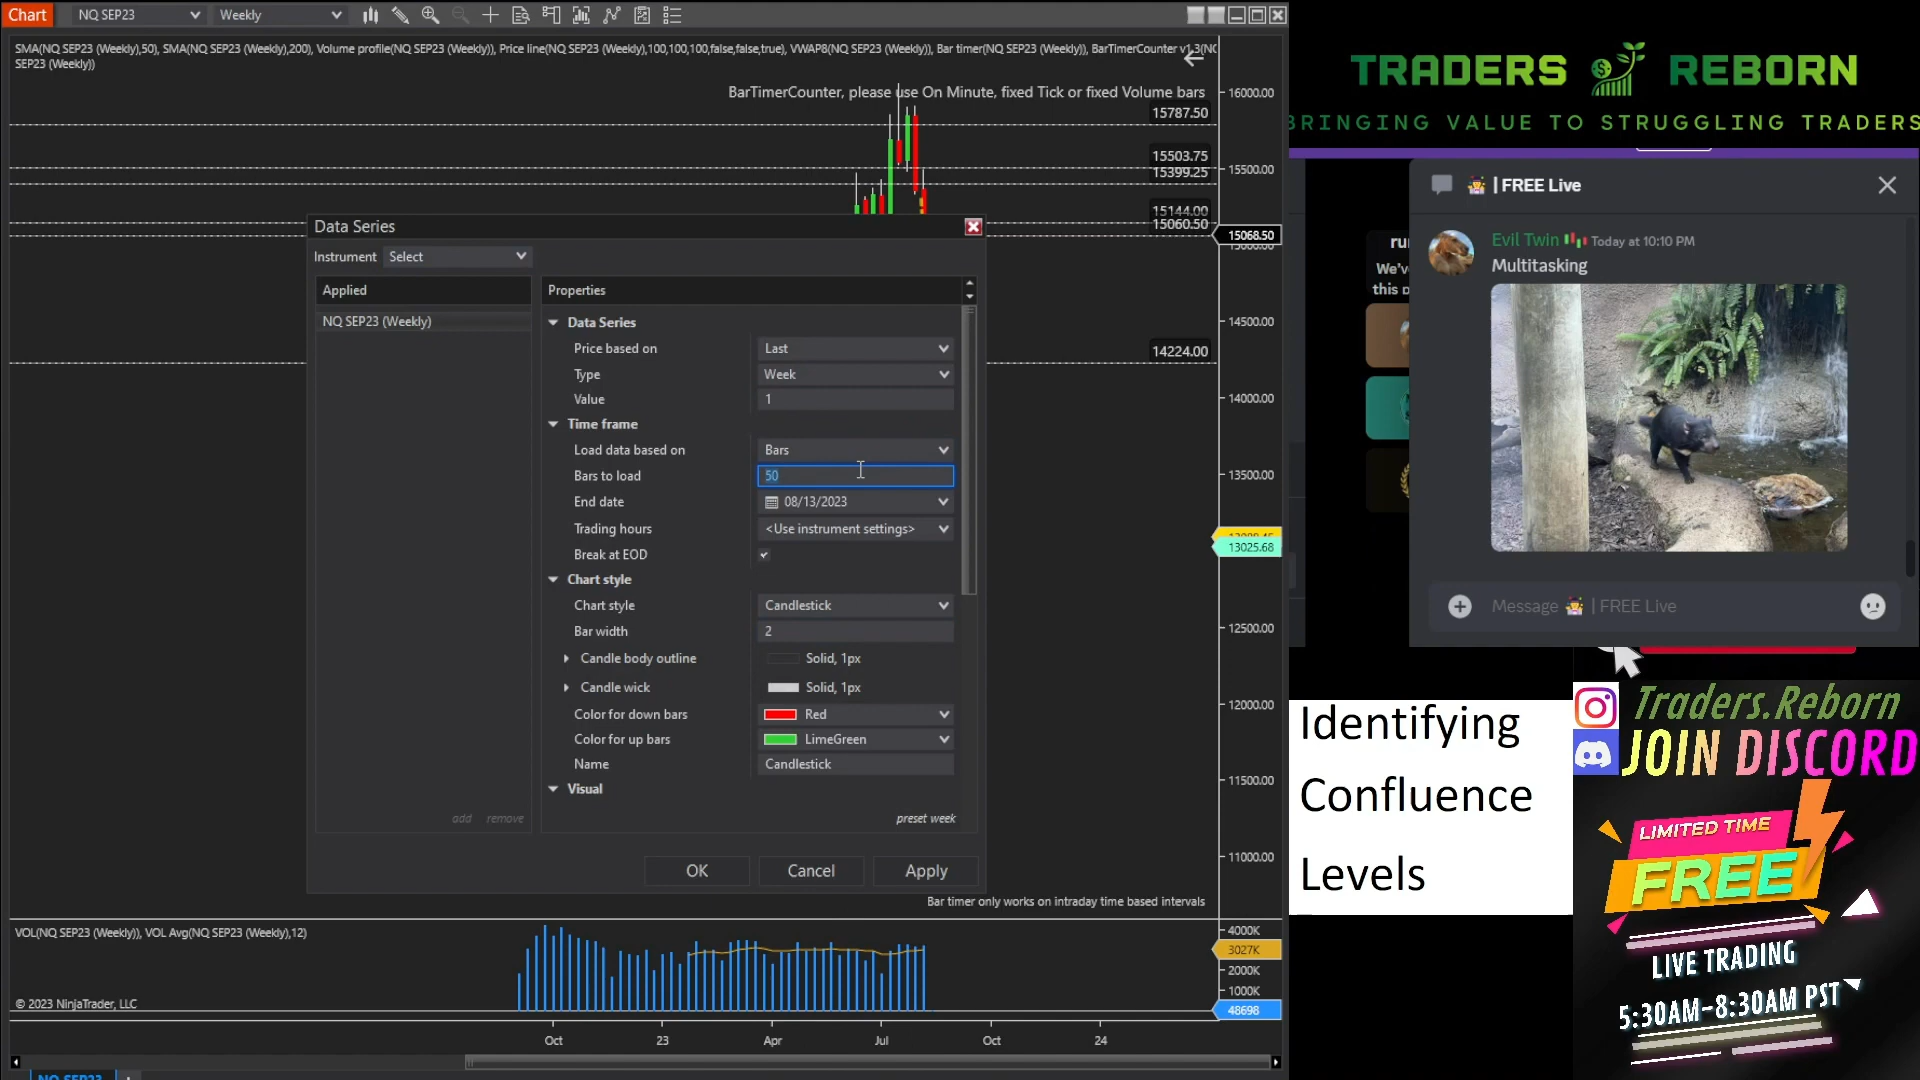 Chart
NQ SEP23
Weekly
SMA(NQ SEP23 (Weekly),50), SMA(NQ SEP23 (Weekly),200), Volume profile(NQ SEP23 (Weekly)), Price line(NQ SEP23 (Weekly),100,100,100,false,false,true), VWAP8(NQ SEP23 (Weekly)), Bar timer(NQ SEP23 (Weekly)), BarTimerCounter v1.3(NQ
SEP23 (Weekly))
BarTimerCounter, please use On Minute, fixed Tick or fixed Volume bars
15787.50
15503.75
15399.25
15144.00
15060.50
14224.00
16000.00
15500.00
15068.50
15000.00
14500.00
14000.00
13500.00
13025.68
12500.00
12000.00
11500.00
11000.00
Data Series
Instrument
Select
Applied
NQ SEP23 (Weekly)
add
remove
Properties
Data Series
Price based on
Last
Type
Week
Value
1
Time frame
Load data based on
Bars
Bars to load
50
End date
08/13/2023
Trading hours
<Use instrument settings>
Break at EOD
Chart style
Chart style
Candlestick
Bar width
2
Candle body outline
Solid, 1px
Candle wick
Solid, 1px
Color for down bars
Red
Color for up bars
LimeGreen
Name
Candlestick
Visual
preset week
OK
Cancel
Apply
Bar timer only works on intraday time based intervals
VOL(NQ SEP23 (Weekly)), VOL Avg(NQ SEP23 (Weekly),12)
4000K
3027K
2000K
1000K
48698
© 2023 NinjaTrader, LLC
Oct
23
Apr
Jul
Oct
24
NQ SEP23
TRADERS REBORN
BRINGING VALUE TO STRUGGLING TRADERS
| FREE Live
Evil Twin
Today at 10:10 PM
Multitasking
Message | FREE Live
Identifying
Confluence
Levels
Traders.Reborn
JOIN DISCORD
LIMITED TIME
FREE
LIVE TRADING
5:30AM-8:30AM PST